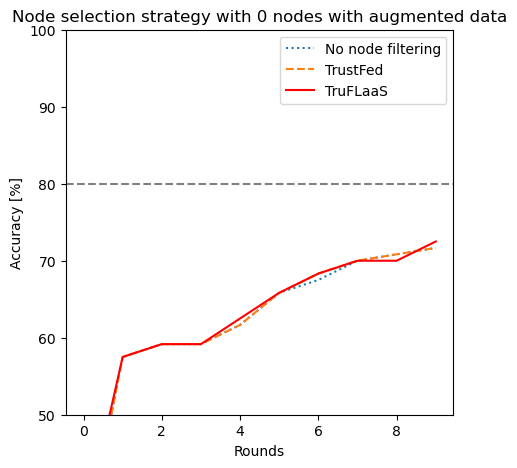 Node selection strategy with 0 nodes with augmented data
100
90
80
70
60
50
Accuracy [%]
No node filtering
TrustFed
TruFLaaS
0 2 4 6 8
Rounds